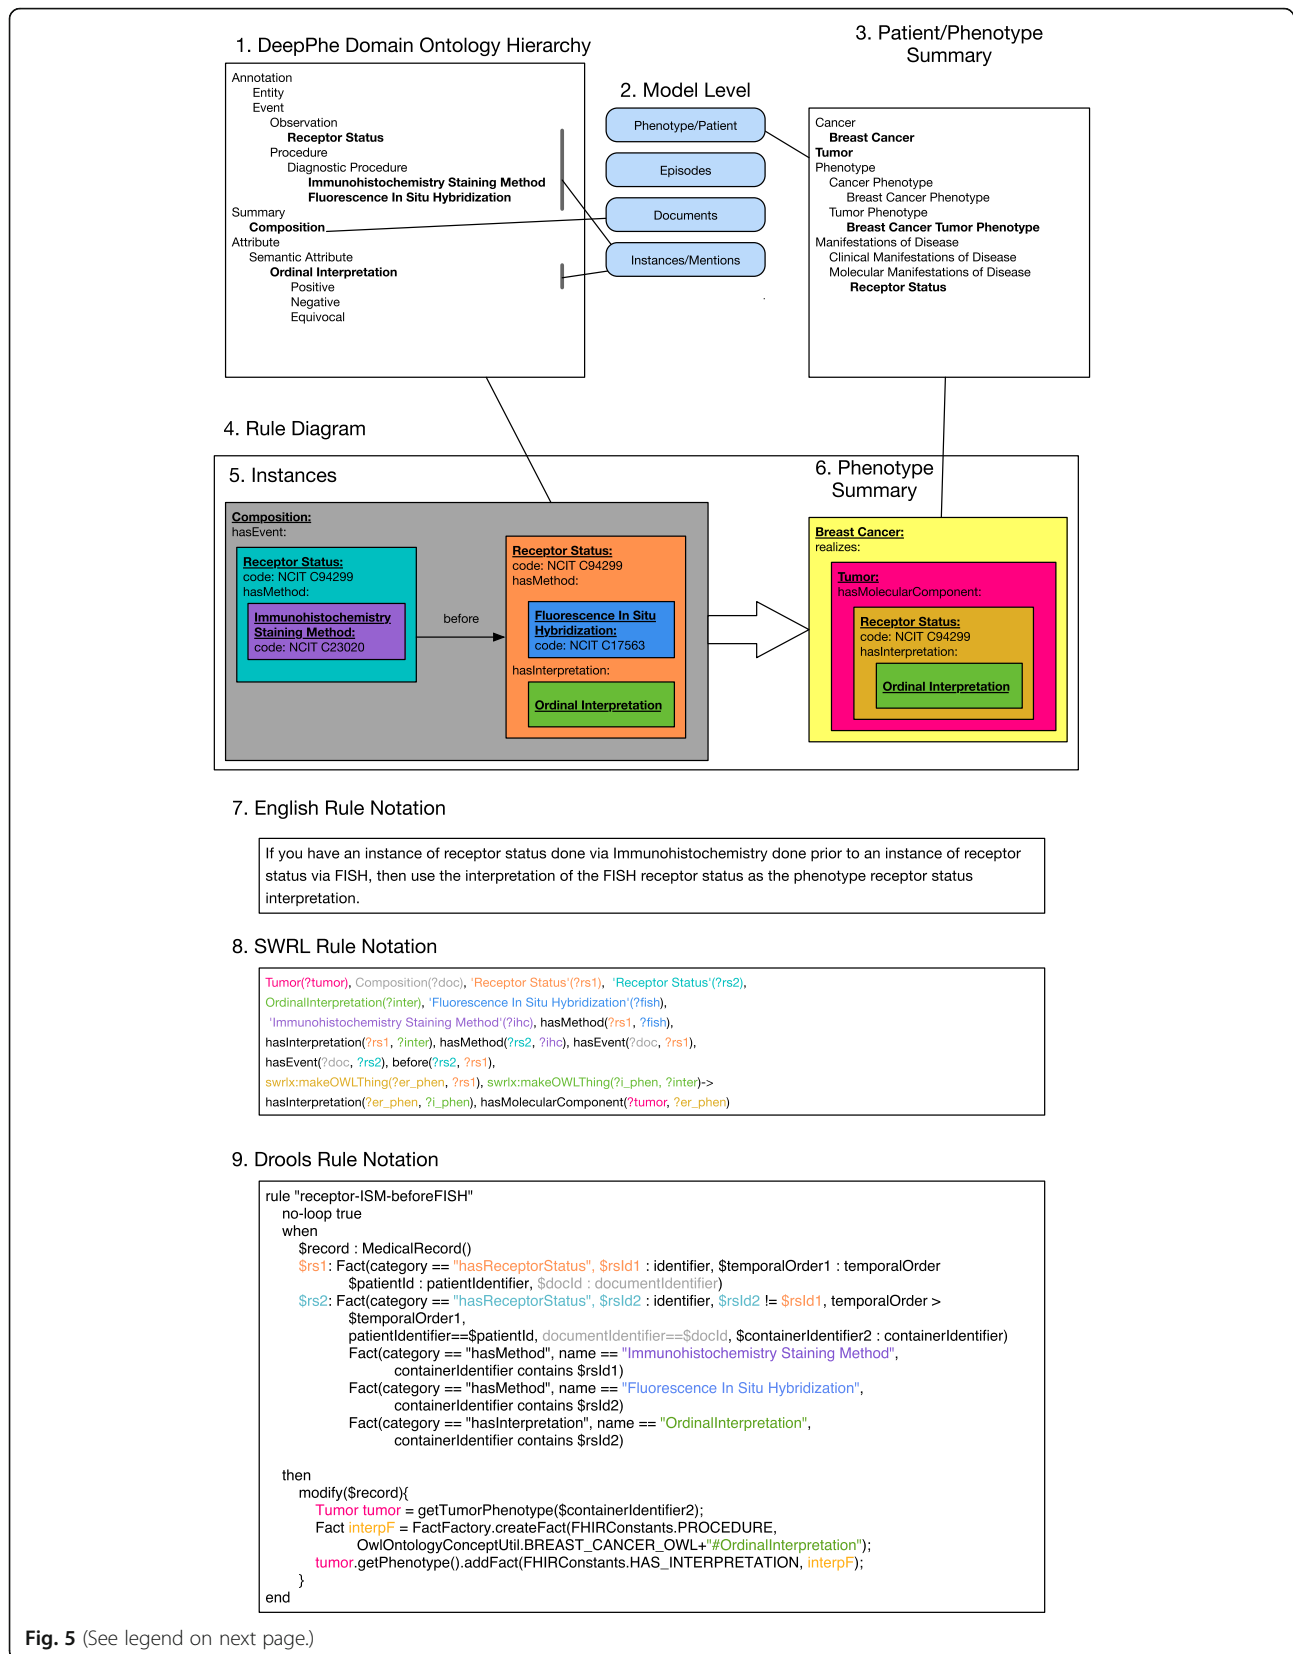 1. DeepPhe Domain Ontology Hierarchy
Annotation
Entity
Event
Observation
Receptor Status
Procedure
Diagnostic Procedure
Immunohistochemistry Staining Method
Fluorescence In Situ Hybridization
Summary
Composition
Attribute
Semantic Attribute
Ordinal Interpretation
Positive
Negative
Equivocal
2. Model Level
Phenotype/Patient
Episodes
Documents
Instances/Mentions
3. Patient/Phenotype
Summary
Cancer
Breast Cancer
Tumor
Phenotype
Cancer Phenotype
Breast Cancer Phenotype
Tumor Phenotype
Breast Cancer Tumor Phenotype
Manifestations of Disease
Clinical Manifestations of Disease
Molecular Manifestations of Disease
Receptor Status
4. Rule Diagram
5. Instances
Composition:
hasEvent:
Receptor Status:
code: NCIT C94299
hasMethod:
Immunohistochemistry
Staining Method:
code: NCIT C23020
before
Receptor Status:
code: NCIT C94299
hasMethod:
Fluorescence In Situ
Hybridization:
code: NCIT C17563
hasInterpretation:
Ordinal Interpretation
6. Phenotype
Summary
Breast Cancer:
realizes:
Tumor:
hasMolecularComponent:
Receptor Status:
code: NCIT C94299
hasInterpretation:
Ordinal Interpretation
7. English Rule Notation
If you have an instance of receptor status done via Immunohistochemistry done prior to an instance of receptor
status via FISH, then use the interpretation of the FISH receptor status as the phenotype receptor status
interpretation.
8. SWRL Rule Notation
Tumor(?tumor), Composition(?doc), 'Receptor Status'(?rs1), 'Receptor Status'(?rs2),
OrdinalInterpretation(?inter), 'Fluorescence In Situ Hybridization'(?fish),
'Immunohistochemistry Staining Method'(?ihc), hasMethod(?rs1, ?fish),
hasInterpretation(?rs1, ?inter), hasMethod(?rs2, ?ihc), hasEvent(?doc, ?rs1),
hasEvent(?doc, ?rs2), before(?rs2, ?rs1),
swrlx:makeOWLThing(?er_phen, ?rs1), swrlx:makeOWLThing(?i_phen, ?inter)->
hasInterpretation(?er_phen, ?i_phen), hasMolecularComponent(?tumor, ?er_phen)
9. Drools Rule Notation
rule "receptor-ISM-beforeFISH"
no-loop true
when
$record : MedicalRecord()
$rs1: Fact(category == "hasReceptorStatus", $rsId1 : identifier, $temporalOrder1 : temporalOrder
$patientId : patientIdentifier, $docId : documentIdentifier)
$rs2: Fact(category == "hasReceptorStatus", $rsId2 : identifier, $rsId2 != $rsId1, temporalOrder >
$temporalOrder1,
patientIdentifier==$patientId, documentIdentifier==$docId, $containerIdentifier2 : containerIdentifier)
Fact(category == "hasMethod", name == "Immunohistochemistry Staining Method",
containerIdentifier contains $rsId1)
Fact(category == "hasMethod", name == "Fluorescence In Situ Hybridization",
containerIdentifier contains $rsId2)
Fact(category == "hasInterpretation", name == "OrdinalInterpretation",
containerIdentifier contains $rsId2)
then
modify($record){
Tumor tumor = getTumorPhenotype($containerIdentifier2);
Fact interpF = FactFactory.createFact(FHIRConstants.PROCEDURE,
OwlOntologyConceptUtil.BREAST_CANCER_OWL+"#OrdinalInterpretation");
tumor.getPhenotype().addFact(FHIRConstants.HAS_INTERPRETATION, interpF);
}
end
Fig. 5 (See legend on next page.)